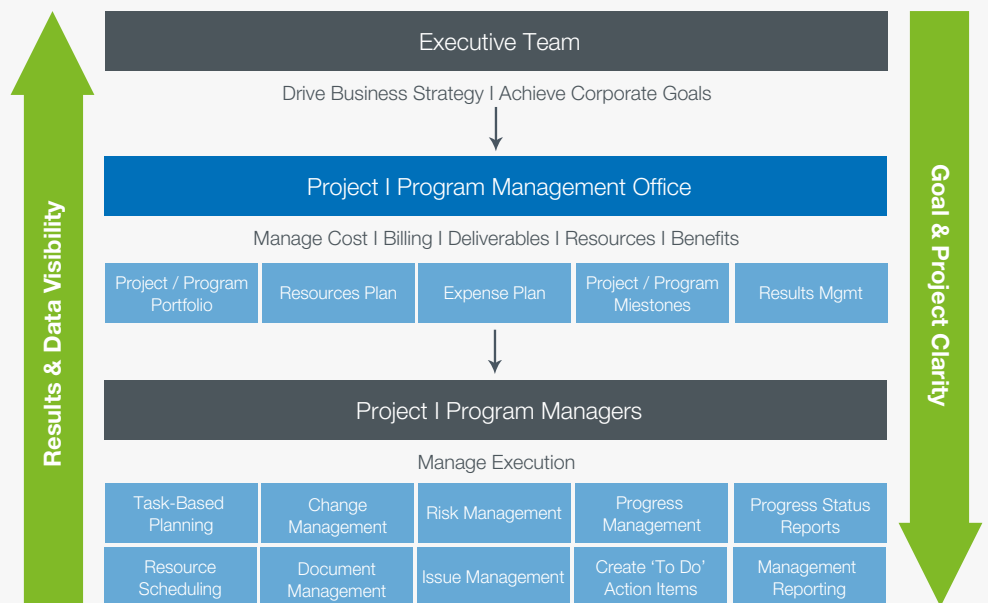 Executive Team
Drive Business Strategy I Achieve Corporate Goals
Project I Program Management Office
Manage Cost I Billing I Deliverables I Resources I Benefits
Project / Program
Portfolio
Resources Plan
Expense Plan
Project / Program
Miestones
Results Mgmt
Project I Program Managers
Manage Execution
Task-Based
Planning
Change
Management
Risk Management
Progress
Management
Progress Status
Reports
Resource
Scheduling
Document
Management
Issue Management
Create ‘To Do’
Action Items
Management
Reporting
Results & Data Visibility
Goal & Project Clarity